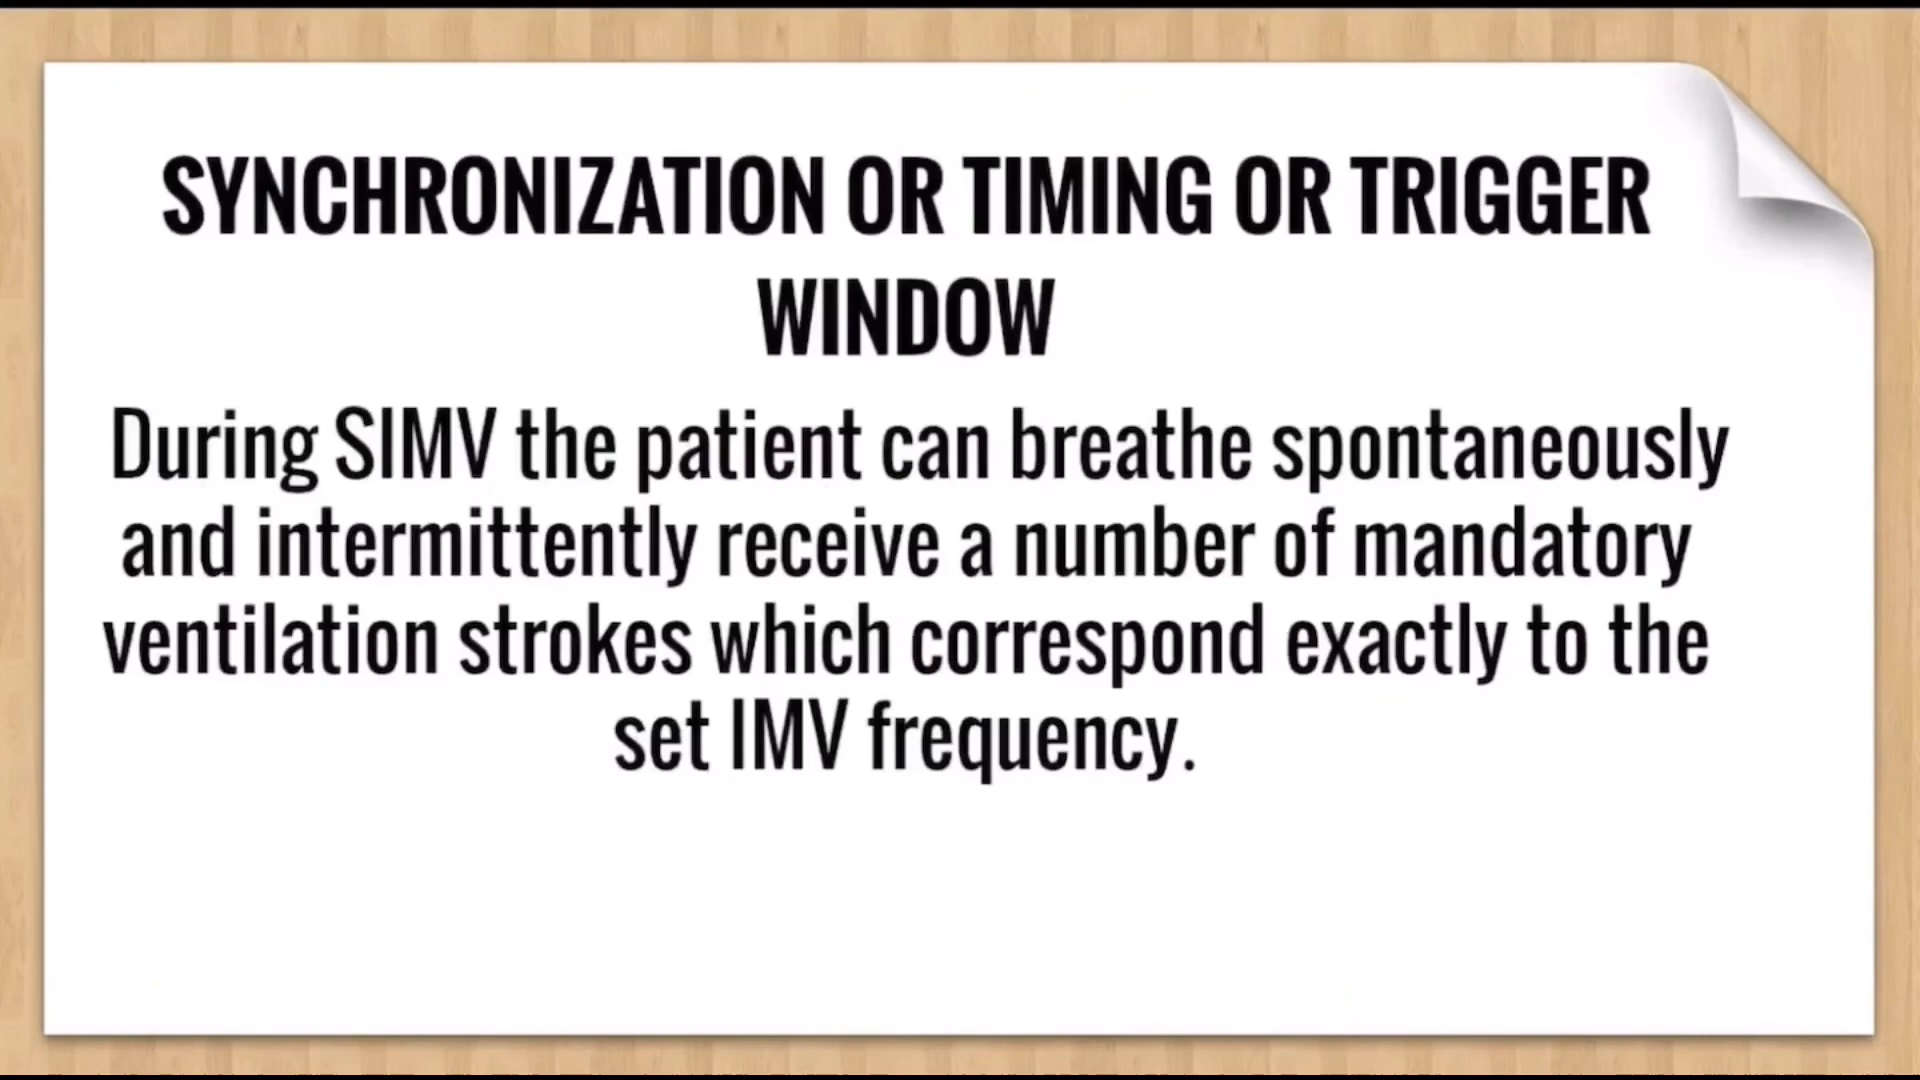 SYNCHRONIZATION OR TIMING OR TRIGGER
WINDOW
During SIMV the patient can breathe spontaneously
and intermittently receive a number of mandatory
ventilation strokes which correspond exactly to the
set IMV frequency.